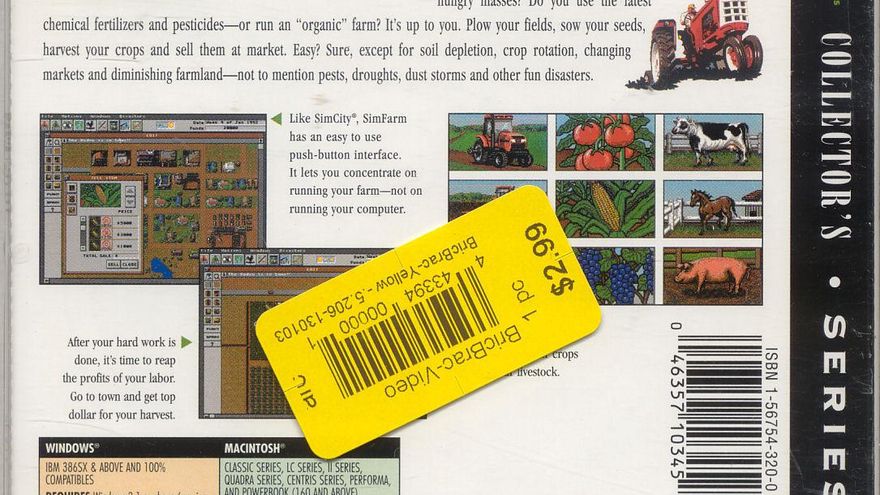 hungry masses? Do you use the latest
chemical fertilizers and pesticides—or run an "organic" farm? It's up to you. Plow your fields, sow your seeds,
harvest your crops and sell them at market. Easy? Sure, except for soil depletion, crop rotation, changing
markets and diminishing farmland—not to mention pests, droughts, dust storms and other fun disasters.
Like SimCity®, SimFarm
has an easy to use
push-button interface.
It lets you concentrate on
running your farm—not on
running your computer.
After your hard work is
done, it's time to reap
the profits of your labor.
Go to town and get top
dollar for your harvest.
crops
livestock.
$2.99
1 pc
BricBrac-Video
BricBrac-Yellow -.5.206-130103
4 43394 00000 1
WINDOWS®
IBM 386SX & ABOVE AND 100%
COMPATIBLES
MACINTOSH®
CLASSIC SERIES, LC SERIES, II SERIES,
QUADRA SERIES, CENTRIS SERIES, PERFORMA,
AND POWERBOOK (160 AND ABOVE)
ISBN 1-56754-320-0
0 46357 10345
COLLECTOR'S • SERIES